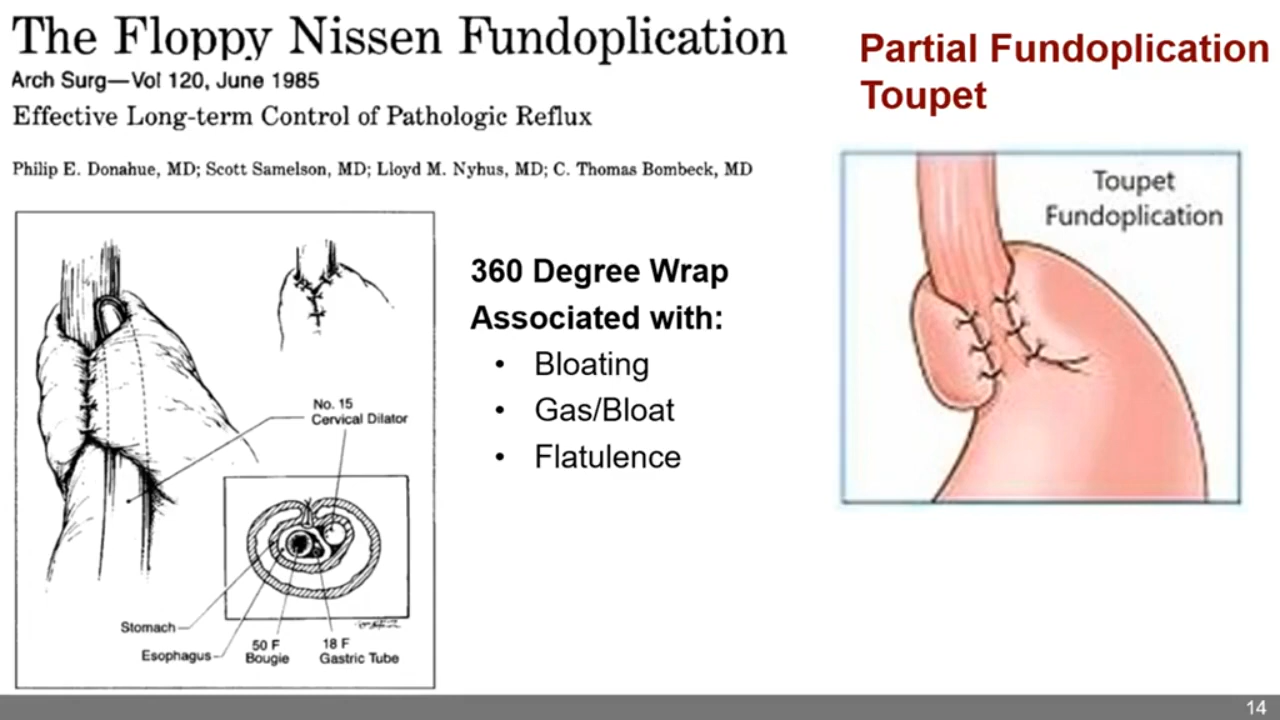 The Floppy Nissen Fundoplication
Arch Surg—Vol 120, June 1985
Effective Long-term Control of Pathologic Reflux
Philip E. Donahue, MD; Scott Samelson, MD; Lloyd M. Nyhus, MD; C. Thomas Bombeck, MD
No. 15
Cervical Dilator
Stomach
Esophagus
50 F
Bougie
18 F
Gastric Tube
360 Degree Wrap
Associated with:
• Bloating
• Gas/Bloat
• Flatulence
Partial Fundoplication
Toupet
Toupet
Fundoplication
14